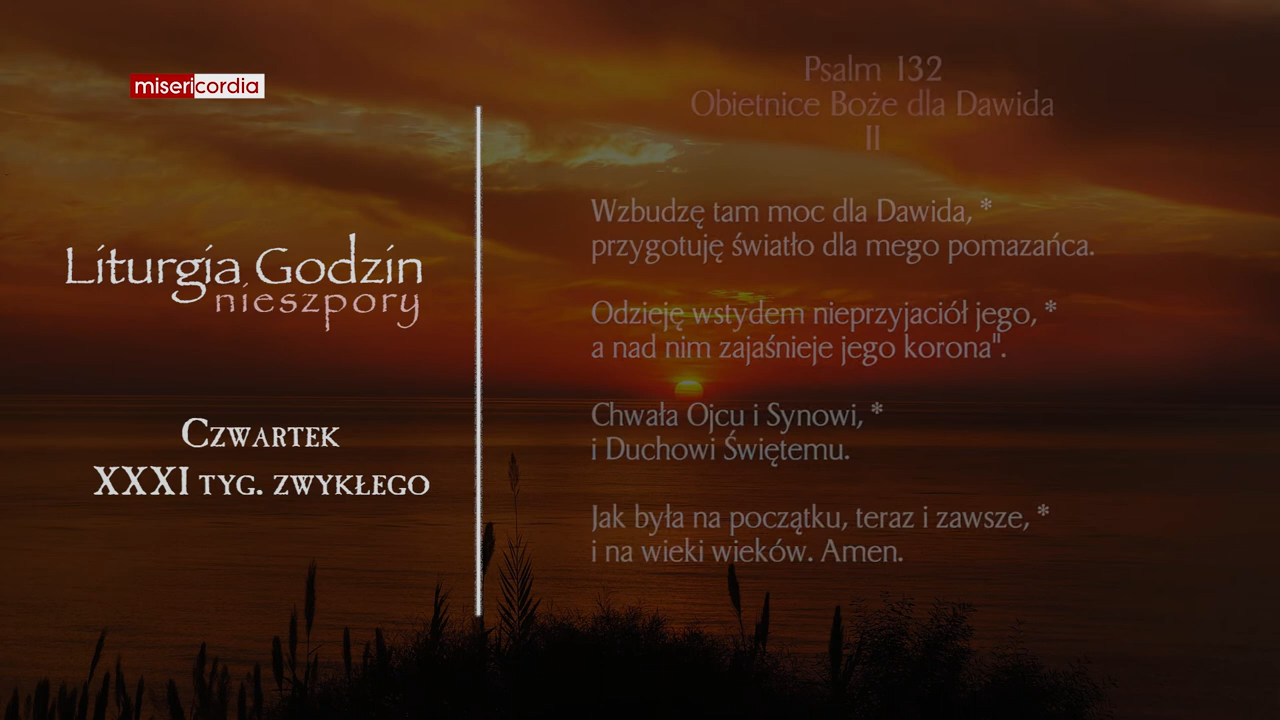 misericordia
Liturgia Godzin
nieszpory
Czwartek
XXXI tyg. zwykłego
Psalm 132
Obietnice Boże dla Dawida
II
Wzbudzę tam moc dla Dawida, *
przygotuję światło dla mego pomazańca.
Odzieję wstydem nieprzyjaciół jego, *
a nad nim zajaśnieje jego korona".
Chwała Ojcu i Synowi, *
i Duchowi Świętemu.
Jak była na początku, teraz i zawsze, *
i na wieki wieków. Amen.